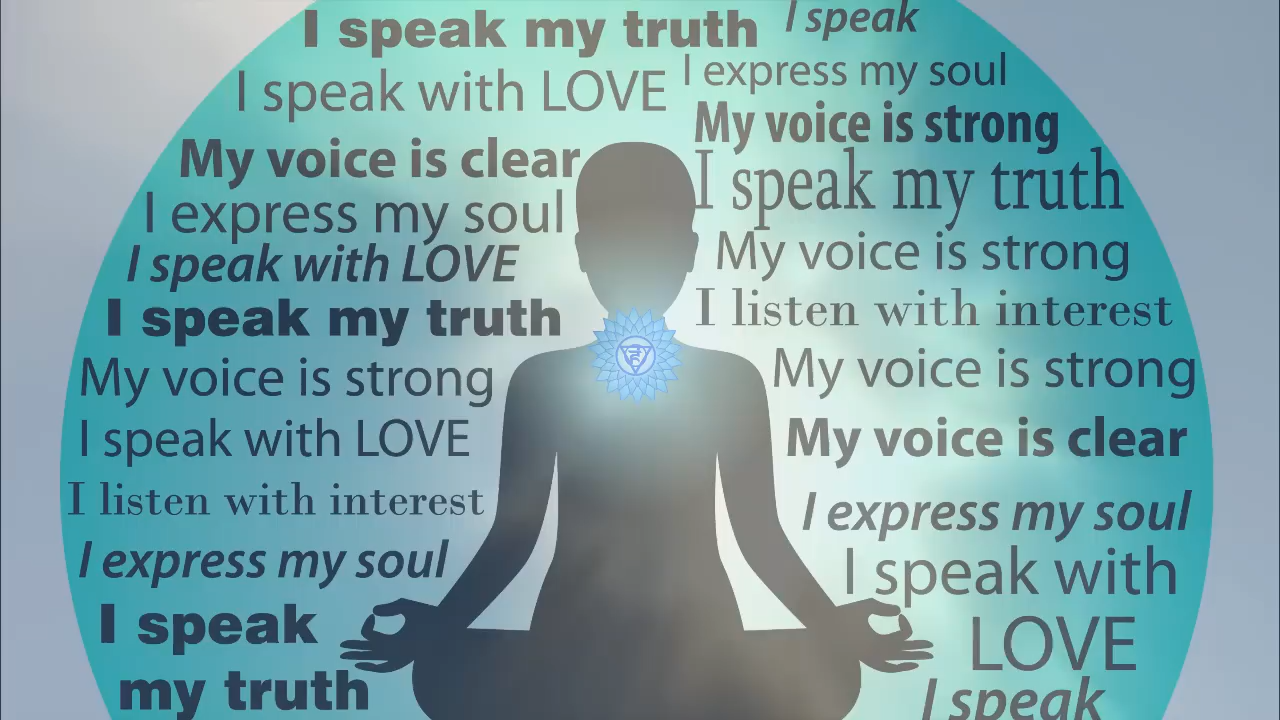 I speak my truth
I speak with LOVE
My voice is clear
I express my soul
I speak with LOVE
I speak my truth
My voice is strong
I speak with LOVE
I listen with interest
I express my soul
I speak
my truth
I speak
I express my soul
My voice is strong
I speak my truth
My voice is strong
I listen with interest
My voice is strong
My voice is clear
I express my soul
I speak with
LOVE
I speak